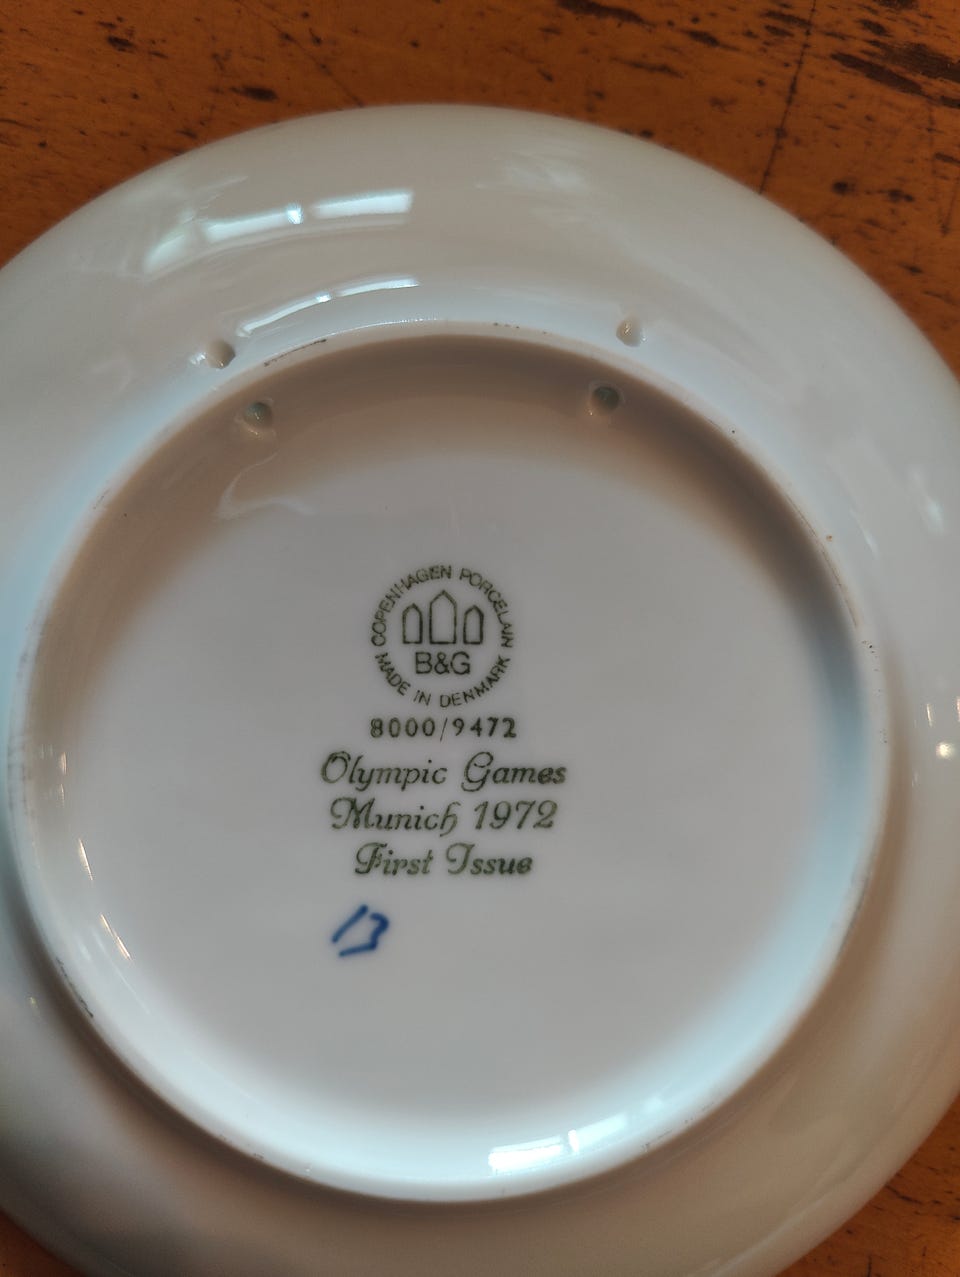 COPENHAGEN PORCELAIN
B&G
MADE IN DENMARK
8000/9472
Olympic Games
Munich 1972
First Issue
13